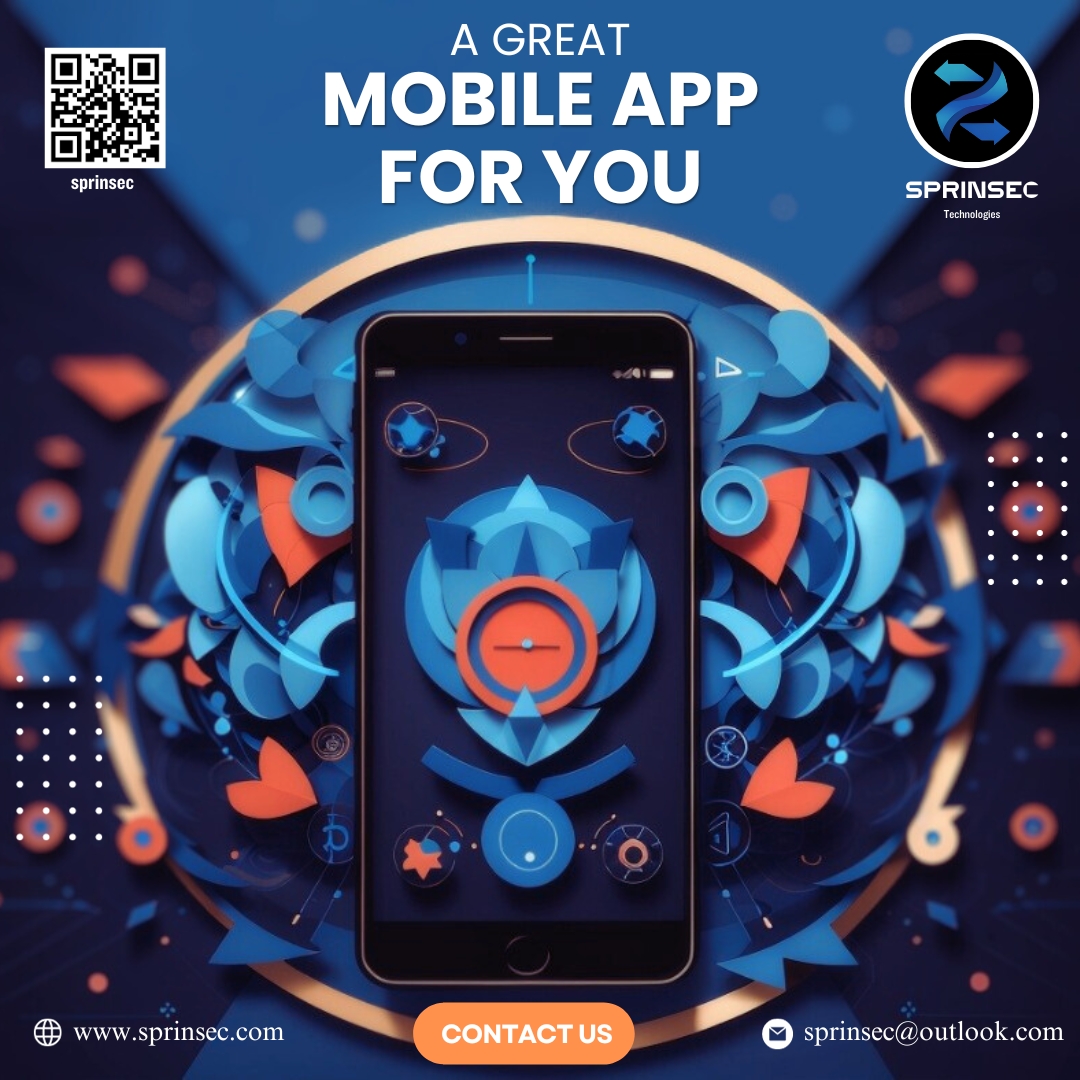 A GREAT
MOBILE APP
FOR YOU
sprinsec
SPRINSEC
Technologies
www.sprinsec.com
CONTACT US
sprinsec@outlook.com